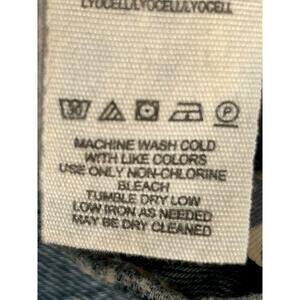 LYOCELL/LYOCELL/LYOCELL
MACHINE WASH COLD
WITH LIKE COLORS
USE ONLY NON-CHLORINE
BLEACH
TUMBLE DRY LOW
LOW IRON AS NEEDED
MAY BE DRY CLEANED